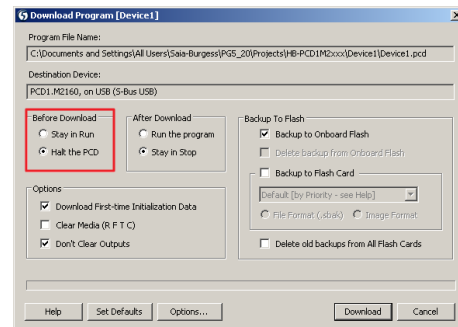 Download Program [Device1]
Program File Name:
C:\Documents and Settings\All Users\Saia-Burgess\PG5_20\Projects\HB-PCD1M2xxx\Device1\Device1.pcd
Destination Device:
PCD1.M2160, on USB (S-Bus USB)
Before Download
Stay in Run
Halt the PCD
After Download
Run the program
Stay in Stop
Options
Download First-time Initialization Data
Clear Media (R F T C)
Don't Clear Outputs
Backup To Flash
Backup to Onboard Flash
Delete backup from Onboard Flash
Backup to Flash Card
Default [by Priority - see Help]
File Format (.sbak) Image Format
Delete old backups from All Flash Cards
Help Set Defaults Options... Download Cancel